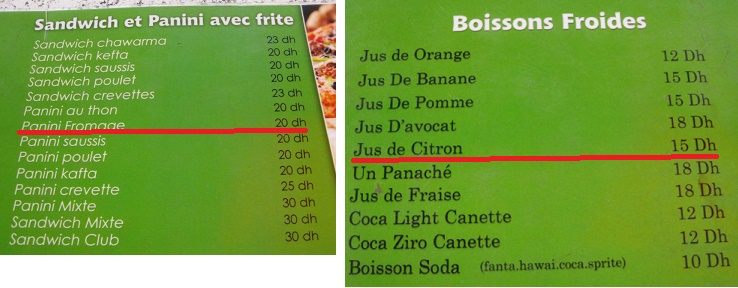 Sandwich et Panini avec frite
Sandwich chawarma 23 dh
Sandwich kefta 20 dh
Sandwich saussis 20 dh
Sandwich poulet 20 dh
Sandwich crevettes 23 dh
Panini au thon 20 dh
Panini Fromage 20 dh
Panini saussis 20 dh
Panini poulet 20 dh
Panini kafta 20 dh
Panini crevette 25 dh
Panini Mixte 30 dh
Sandwich Mixte 30 dh
Sandwich Club 30 dh
Boissons Froides
Jus de Orange 12 Dh
Jus De Banane 15 Dh
Jus De Pomme 15 Dh
Jus D'avocat 18 Dh
Jus de Citron 15 Dh
Un Panaché 18 Dh
Jus de Fraise 18 Dh
Coca Light Canette 12 Dh
Coca Ziro Canette 12 Dh
Boisson Soda (fanta.hawai.coca.sprite) 10 Dh